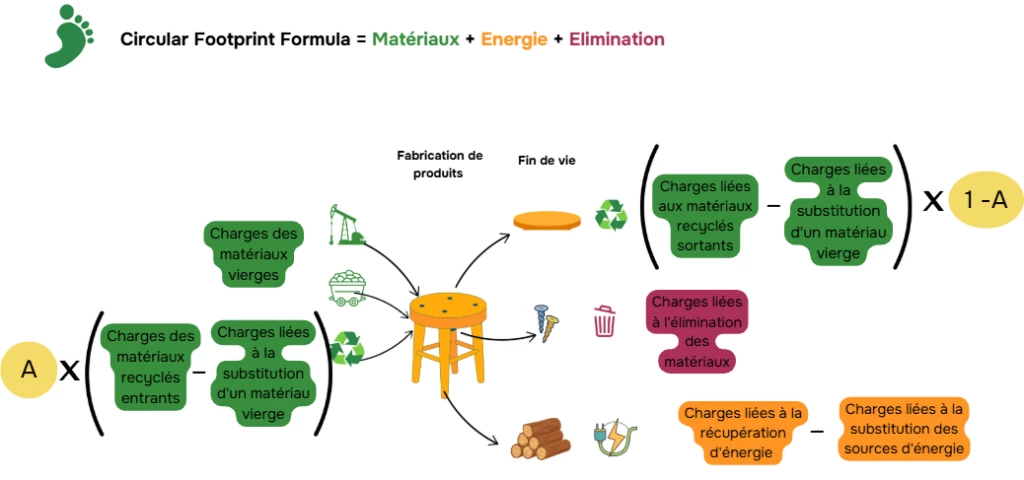 Circular Footprint Formula = Matériaux + Energie + Elimination
Fabrication de
produits
Fin de vie
Charges des
matériaux
vierges
A
X
(
Charges des
matériaux
recyclés
entrants
–
Charges liées
à la
substitution
d'un matériau
vierge
)
(
Charges liées
aux matériaux
recyclés
sortants
–
Charges liées
à la
substitution
d'un matériau
vierge
)
X
1 -A
Charges liées
à l'élimination
des
matériaux
Charges liées à la
récupération
d'énergie
–
Charges liées à la
substitution des
sources d'énergie